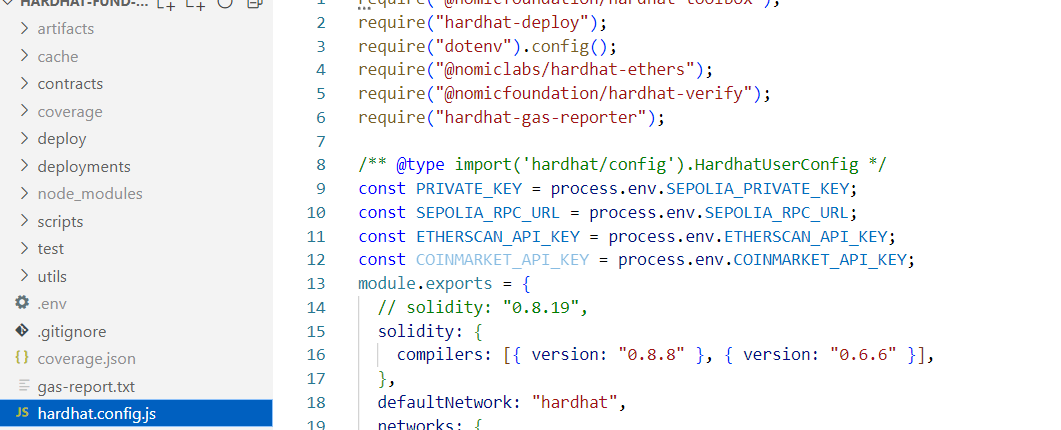 HARDHAT-FUND-...
artifacts
cache
contracts
coverage
deploy
deployments
node_modules
scripts
test
utils
.env
.gitignore
{} coverage.json
gas-report.txt
JS hardhat.config.js
1 require("@nomicfoundation/hardhat-toolbox");
2 require("hardhat-deploy");
3 require("dotenv").config();
4 require("@nomiclabs/hardhat-ethers");
5 require("@nomicfoundation/hardhat-verify");
6 require("hardhat-gas-reporter");
7
8 /** @type import('hardhat/config').HardhatUserConfig */
9 const PRIVATE_KEY = process.env.SEPOLIA_PRIVATE_KEY;
10 const SEPOLIA_RPC_URL = process.env.SEPOLIA_RPC_URL;
11 const ETHERSCAN_API_KEY = process.env.ETHERSCAN_API_KEY;
12 const COINMARKET_API_KEY = process.env.COINMARKET_API_KEY;
13 module.exports = {
14 // solidity: "0.8.19",
15 solidity: {
16 compilers: [{ version: "0.8.8" }, { version: "0.6.6" }],
17 },
18 defaultNetwork: "hardhat",
19 networks: {